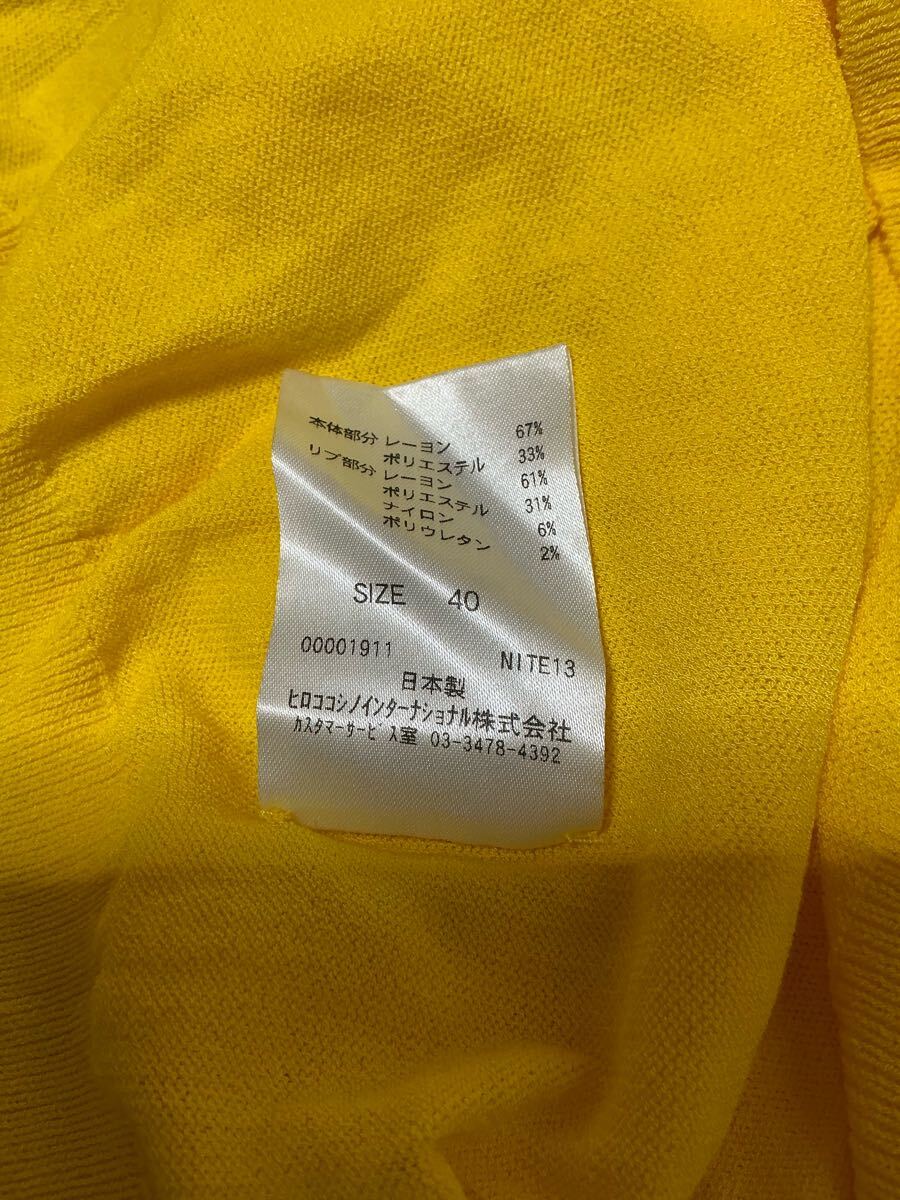 本体部分 レーヨン 67%
ポリエステル 33%
リブ部分 レーヨン 61%
ポリエステル 31%
ナイロン 6%
ポリウレタン 2%
SIZE 40
00001911 NITE13
日本製
ヒロココシノインターナショナル株式会社
カスタマーサービス室 03-3478-4392